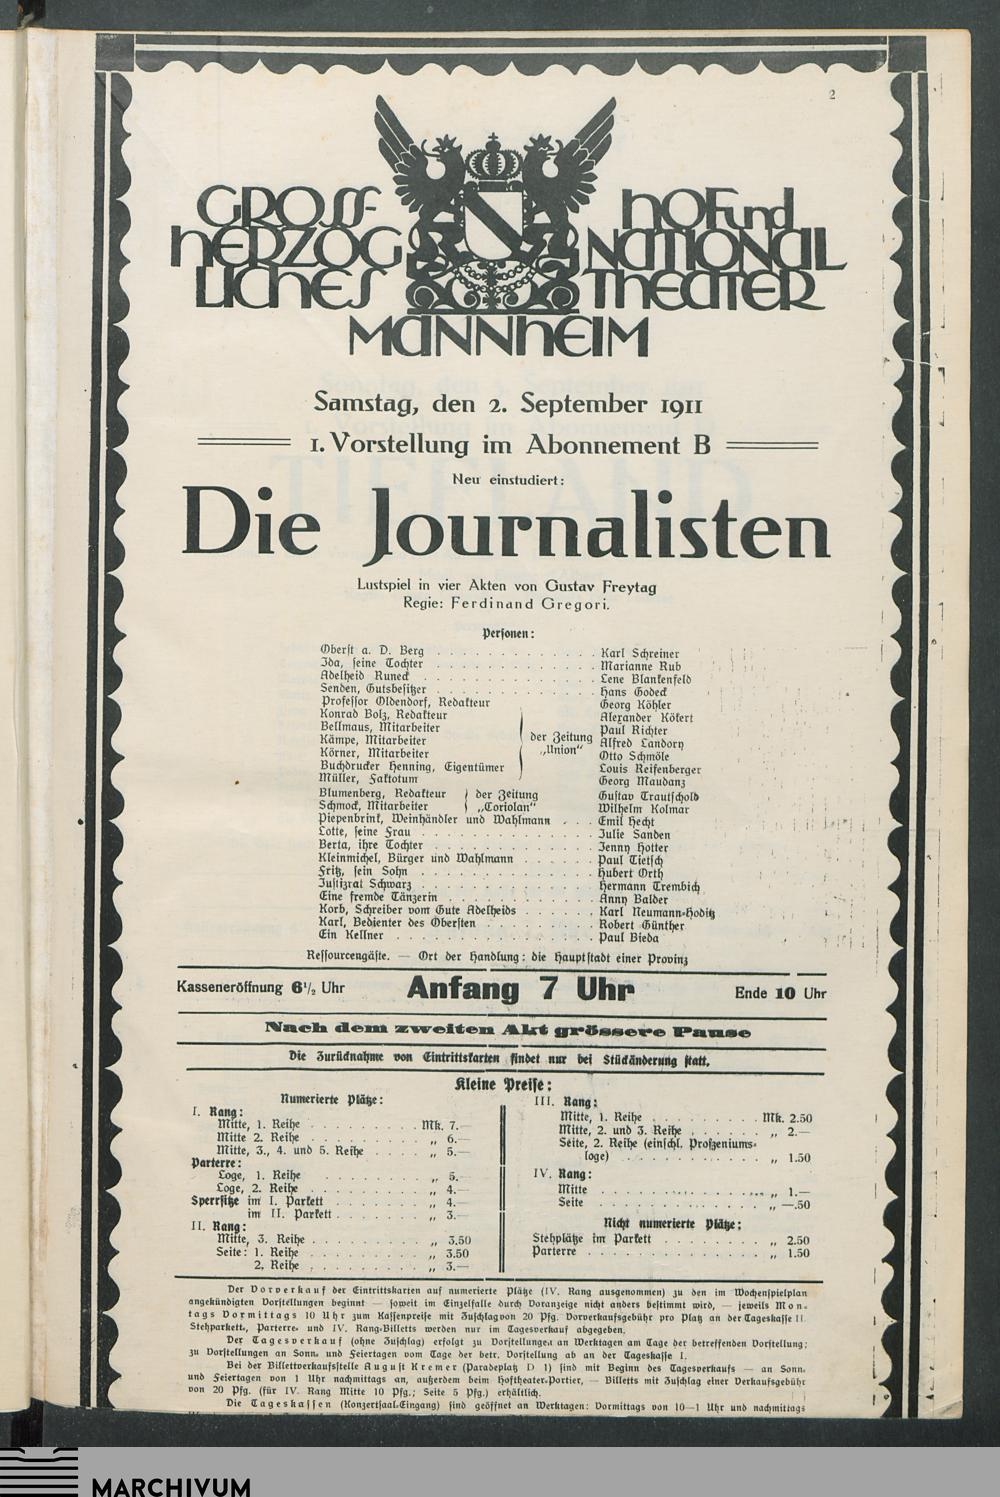 2
GROSS-
HERZOG
LICHES
HOF und
NATIONAL
THEATER
MANNHEIM
Samstag, den 2. September 1911
1. Vorstellung im Abonnement B
Neu einstudiert:
Die Journalisten
Lustspiel in vier Akten von Gustav Freytag
Regie: Ferdinand Gregori.
Personen:
Oberst a. D. Berg . . . . . Karl Schreiner
Ida, seine Tochter . . . . . Marianne Rub
Adelheid Runeck . . . . . Lene Blankenfeld
Senden, Gutsbesitzer . . . . . Hans Godeck
Professor Oldendorf, Redakteur Georg Köhler
Konrad Bolz, Redakteur Alexander Kökert
Bellmaus, Mitarbeiter Paul Richter
Kämpe, Mitarbeiter der Zeitung Alfred Landory
Körner, Mitarbeiter „Union“ Otto Schmöle
Buchdrucker Henning, Eigentümer Louis Reifenberger
Müller, Faktotum Georg Maudanz
Blumenberg, Redakteur der Zeitung Gustav Trautschold
Schmock, Mitarbeiter „Coriolan“ Wilhelm Kolmar
Piepenbrink, Weinhändler und Wahlmann . . . Emil Hecht
Lotte, seine Frau . . . . . Julie Sanden
Berta, ihre Tochter . . . . . Jenny Hotter
Kleinmichel, Bürger und Wahlmann . . . . . Paul Tietsch
Fritz, sein Sohn . . . . . Hubert Orth
Justizrat Schwarz . . . . . Hermann Trembich
Eine fremde Tänzerin . . . . . Anny Balder
Korb, Schreiber vom Gute Adelheids . . . . . Karl Neumann-Hoditz
Karl, Bedienter des Obersten . . . . . Robert Günther
Ein Kellner . . . . . Paul Bieda
Ressourcengäste. — Ort der Handlung: die Hauptstadt einer Provinz
Kasseneröffnung 6½ Uhr Anfang 7 Uhr Ende 10 Uhr
Nach dem zweiten Akt grössere Pause
Die Zurücknahme von Eintrittskarten findet nur bei Stückänderung statt.
Kleine Preise:
Numerierte Plätze:
I. Rang:
Mitte, 1. Reihe . . . . . Mk. 7.—
Mitte 2. Reihe . . . . . „ 6.—
Mitte, 3., 4. und 5. Reihe . . . . . „ 5.—
Parterre:
Loge, 1. Reihe . . . . . „ 5.—
Loge, 2. Reihe . . . . . „ 4.—
Sperrsitze im I. Parkett . . . . . „ 4.—
im II. Parkett . . . . . „ 3.—
II. Rang:
Mitte, 3. Reihe . . . . . „ 3.50
Seite: 1. Reihe . . . . . „ 3.50
2. Reihe . . . . . „ 3.—
III. Rang:
Mitte, 1. Reihe . . . . . Mk. 2.50
Mitte, 2. und 3. Reihe . . . . . „ 2.—
Seite, 2. Reihe (einschl. Proszeniums-
loge) . . . . . „ 1.50
IV. Rang:
Mitte . . . . . „ 1.—
Seite . . . . . „ —.50
Nicht numerierte Plätze:
Stehplätze im Parkett . . . . . „ 2.50
Parterre . . . . . „ 1.50
Der Vorverkauf der Eintrittskarten auf numerierte Plätze (IV. Rang ausgenommen) zu den im Wochenspielplan
angekündigten Vorstellungen beginnt — soweit im Einzelfalle durch Voranzeige nicht anders bestimmt wird, — jeweils Mon-
tags Vormittags 10 Uhr zum Kassenpreise mit Zuschlag von 20 Pfg. Vorverkaufsgebühr pro Platz an der Tageskasse II.
Stehparkett-, Parterre- und IV. Rang-Billetts werden nur im Tagesverkauf abgegeben.
Der Tagesverkauf (ohne Zuschlag) erfolgt zu Vorstellungen an Werktagen am Tage der betreffenden Vorstellung;
zu Vorstellungen an Sonn- und Feiertagen vom Tage der betr. Vorstellung ab an der Tageskasse I.
Bei der Billettverkaufsstelle August Kremer (Paradeplatz D 1) sind mit Beginn des Tagesverkaufs — an Sonn-
und Feiertagen von 1 Uhr nachmittags an, außerdem beim Hoftheater-Portier, — Billetts mit Zuschlag einer Verkaufsgebühr
von 20 Pfg. (für IV. Rang Mitte 10 Pfg.; Seite 5 Pfg.) erhältlich.
Die Tageskassen (Konzertsaal-Eingang) sind geöffnet an Werktagen: Vormittags von 10—1 Uhr und nachmittags
MARCHIVUM